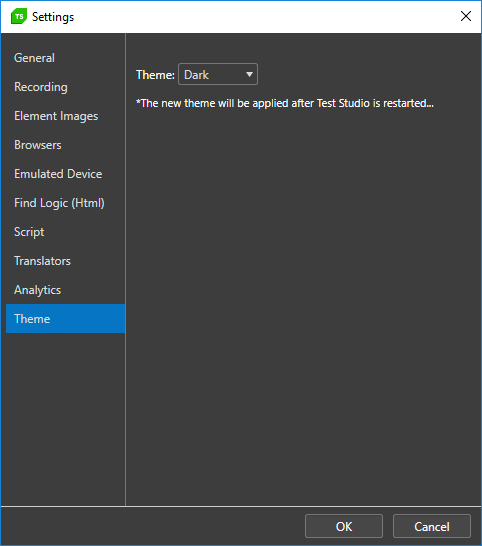 TS Settings
General
Recording
Element Images
Browsers
Emulated Device
Find Logic (Html)
Script
Translators
Analytics
Theme
Theme: Dark
*The new theme will be applied after Test Studio is restarted...
OK Cancel